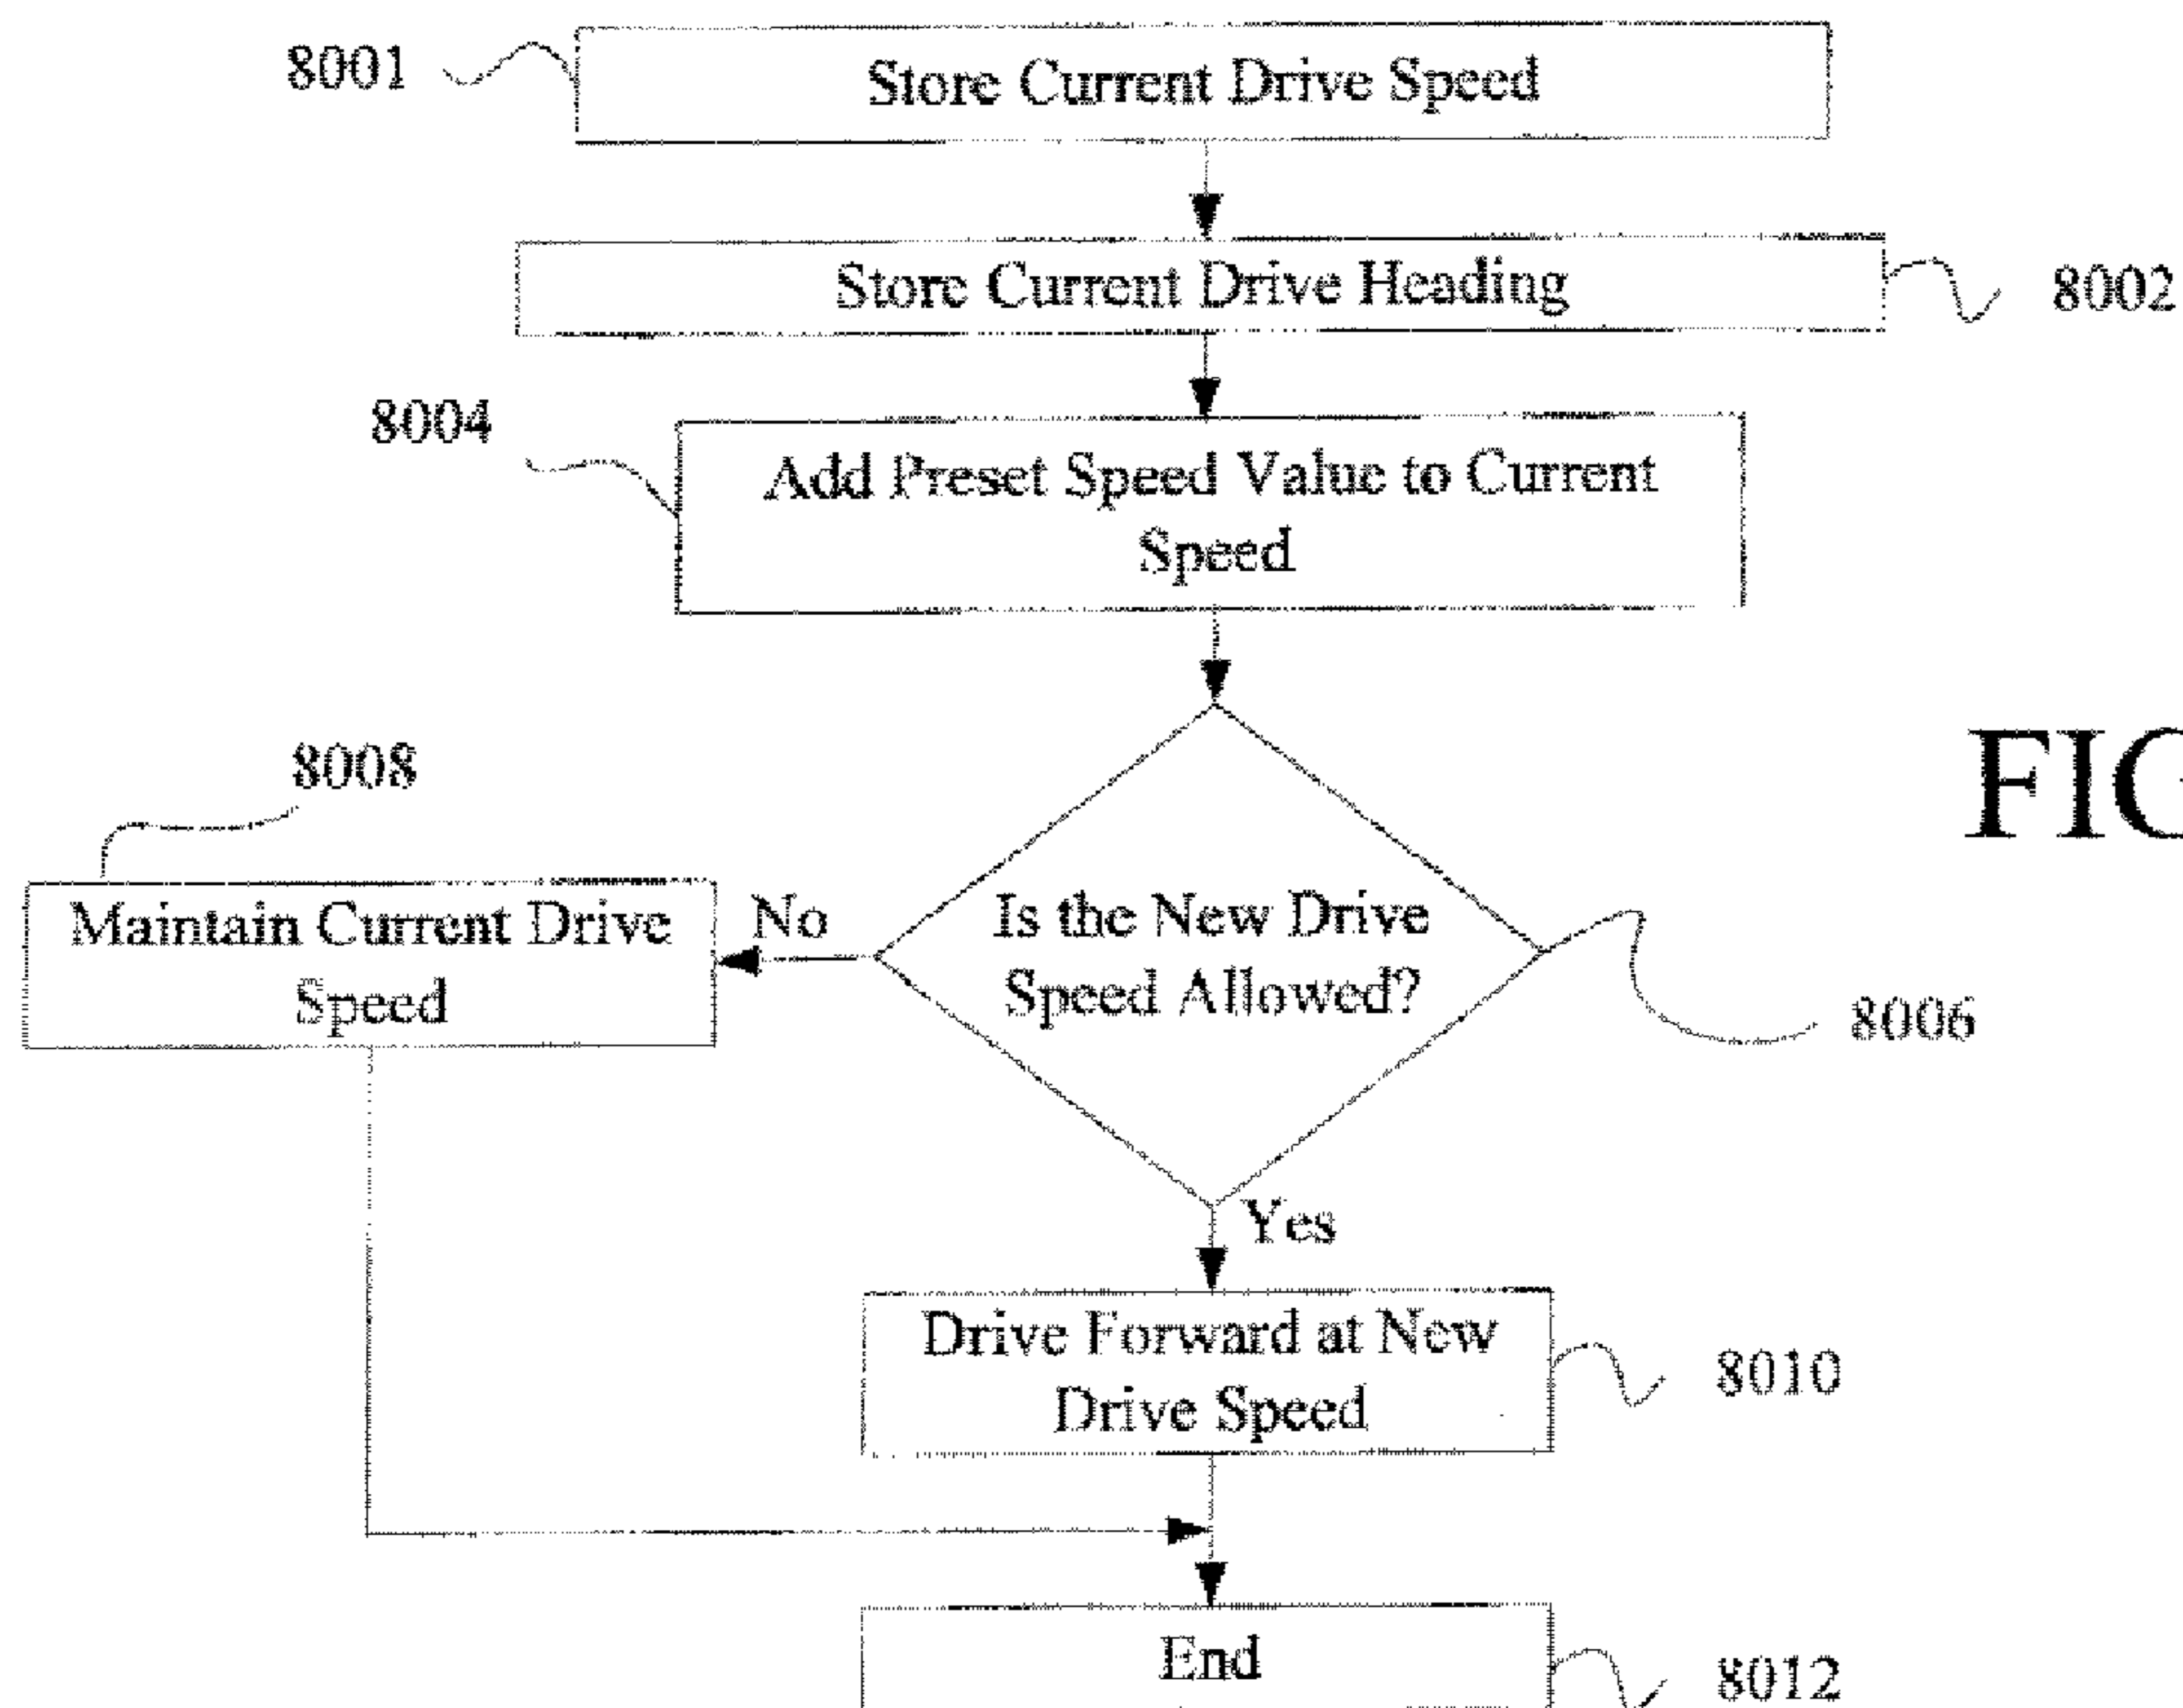 8001
Store Current Drive Speed
Store Current Drive Heading
8002
8004
Add Preset Speed Value to Current
Speed
FIG
8008
Maintain Current Drive
Speed
No
Is the New Drive
Speed Allowed?
8006
Yes
Drive Forward at New
Drive Speed
8010
End
8012